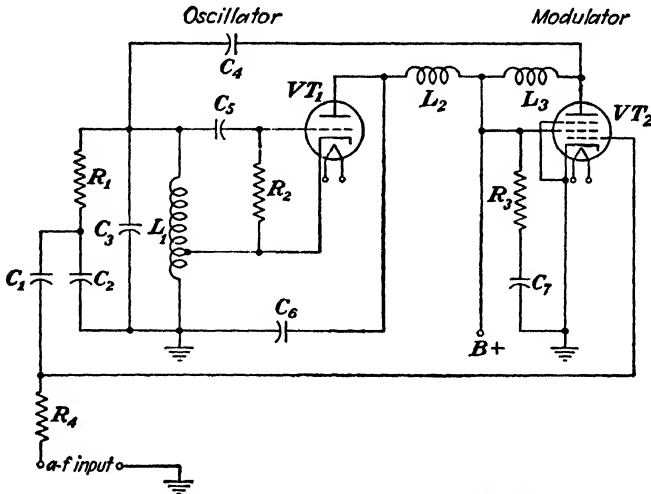 Oscillator
Modulator
C4
VT1
L2
L3
VT2
C5
R1
R2
C3
L1
R3
C1
C2
C6
C7
B+
R4
a-f input